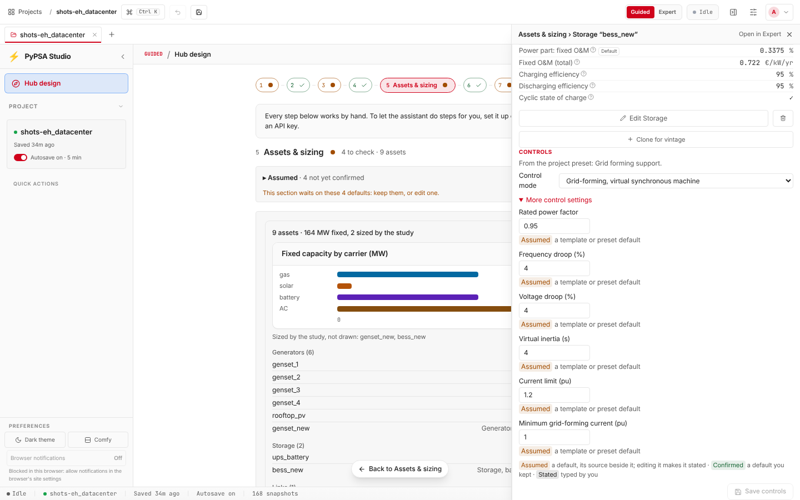 Projects / shots-eh_datacenter
Ctrl K
Guided Expert
Idle
A
shots-eh_datacenter
PyPSA Studio
Hub design
PROJECT
shots-eh_datacenter
Saved 34m ago
Autosave on · 5 min
QUICK ACTIONS
PREFERENCES
Dark theme
Comfy
Browser notifications Off
Blocked in this browser: allow notifications in the browser's site settings
GUIDED / Hub design
1
2
3
4
5 Assets & sizing
6
7
Every step below works by hand. To let the assistant do steps for you, set it up
an API key.
5 Assets & sizing 4 to check · 9 assets
Assumed · 4 not yet confirmed
This section waits on these 4 defaults: keep them, or edit one.
9 assets · 164 MW fixed, 2 sized by the study
Fixed capacity by carrier (MW)
gas
solar
battery
AC
0
Sized by the study, not drawn: genset_new, bess_new
Generators (6)
genset_1
genset_2
genset_3
genset_4
rooftop_pv
genset_new
Storage (2)
ups_battery
bess_new
Back to Assets & sizing
Assets & sizing › Storage "bess_new"
Open in Expert
Power part: fixed O&M Default 0.3375 %
Fixed O&M (total) 0.722 €/kW/yr
Charging efficiency 95 %
Discharging efficiency 95 %
Cyclic state of charge ✓
Edit Storage
Clone for vintage
CONTROLS
From the project preset: Grid forming support.
Control mode
Grid-forming, virtual synchronous machine
More control settings
Rated power factor
0.95
Assumed a template or preset default
Frequency droop (%)
4
Assumed a template or preset default
Voltage droop (%)
4
Assumed a template or preset default
Virtual inertia (s)
4
Assumed a template or preset default
Current limit (pu)
1.2
Assumed a template or preset default
Minimum grid-forming current (pu)
1
Assumed a template or preset default
Assumed a default, its source beside it; editing it makes it stated · Confirmed a default you
kept · Stated typed by you
Save controls
Idle
shots-eh_datacenter
Saved 34m ago
Autosave on
168 snapshots